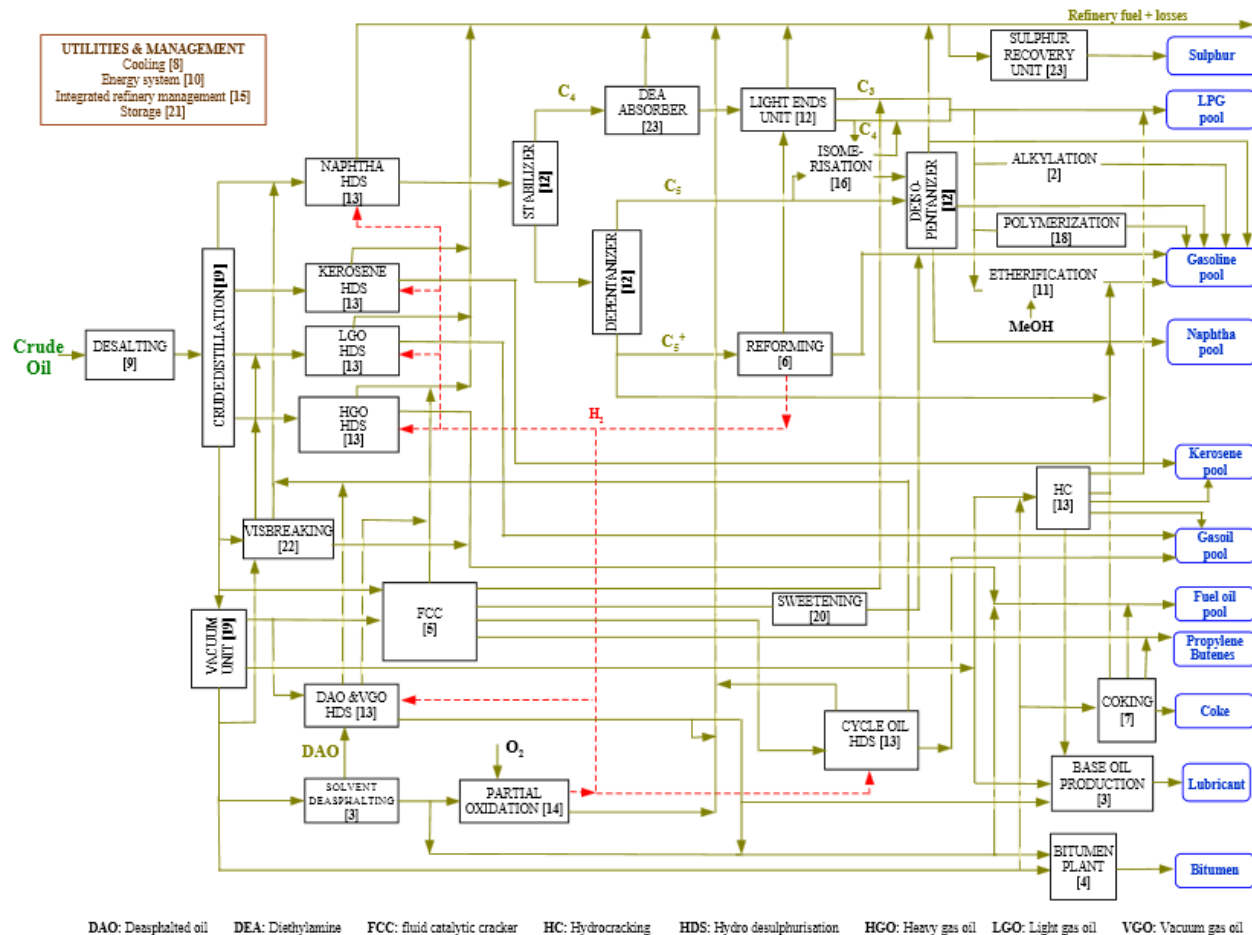 Refinery fuel + losses
UTILITIES & MANAGEMENT
Cooling [8]
Energy system [10]
Integrated refinery management [15]
Storage [21]
SULPHUR
RECOVERY
UNIT [23]
Sulphur
C4
DEA
ABSORBER
[23]
LIGHT ENDS
UNIT [12]
C3
C4
LPG
pool
NAPHTHA
HDS
[13]
STABILIZER
[12]
ISOME-
RISATION
[16]
DEISO-
PENTANIZER
[12]
ALKYLATION
[2]
C5
POLYMERIZATION
[18]
CRUDE DISTILLATION [19]
KEROSENE
HDS
[13]
DEPENTANIZER
[12]
ETHERIFICATION
[11]
MeOH
Gasoline
pool
Crude
Oil
DESALTING
[9]
LGO
HDS
[13]
C5+
REFORMING
[6]
Naphtha
pool
HGO
HDS
[13]
H2
Kerosene
pool
HC
[13]
VISBREAKING
[22]
Gasoil
pool
FCC
[5]
SWEETENING
[20]
Fuel oil
pool
VACUUM
UNIT [19]
Propylene
Butenes
DAO &VGO
HDS [13]
CYCLE OIL
HDS [13]
COKING
[7]
Coke
DAO
O2
SOLVENT
DEASPHALTING
[3]
PARTIAL
OXIDATION [14]
BASE OIL
PRODUCTION
[3]
Lubricant
BITUMEN
PLANT
[4]
Bitumen
DAO: Deasphalted oil DEA: Diethylamine FCC: fluid catalytic cracker HC: Hydrocracking HDS: Hydro desulphurisation HGO: Heavy gas oil LGO: Light gas oil VGO: Vacuum gas oil